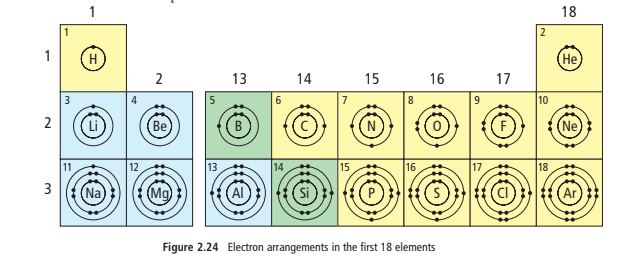 1 18
1 1 H 2 He
2 13 14 15 16 17
2 3 Li 4 Be 5 B 6 C 7 N 8 O 9 F 10 Ne
3 11 Na 12 Mg 13 Al 14 Si 15 P 16 S 17 Cl 18 Ar
Figure 2.24 Electron arrangements in the first 18 elements